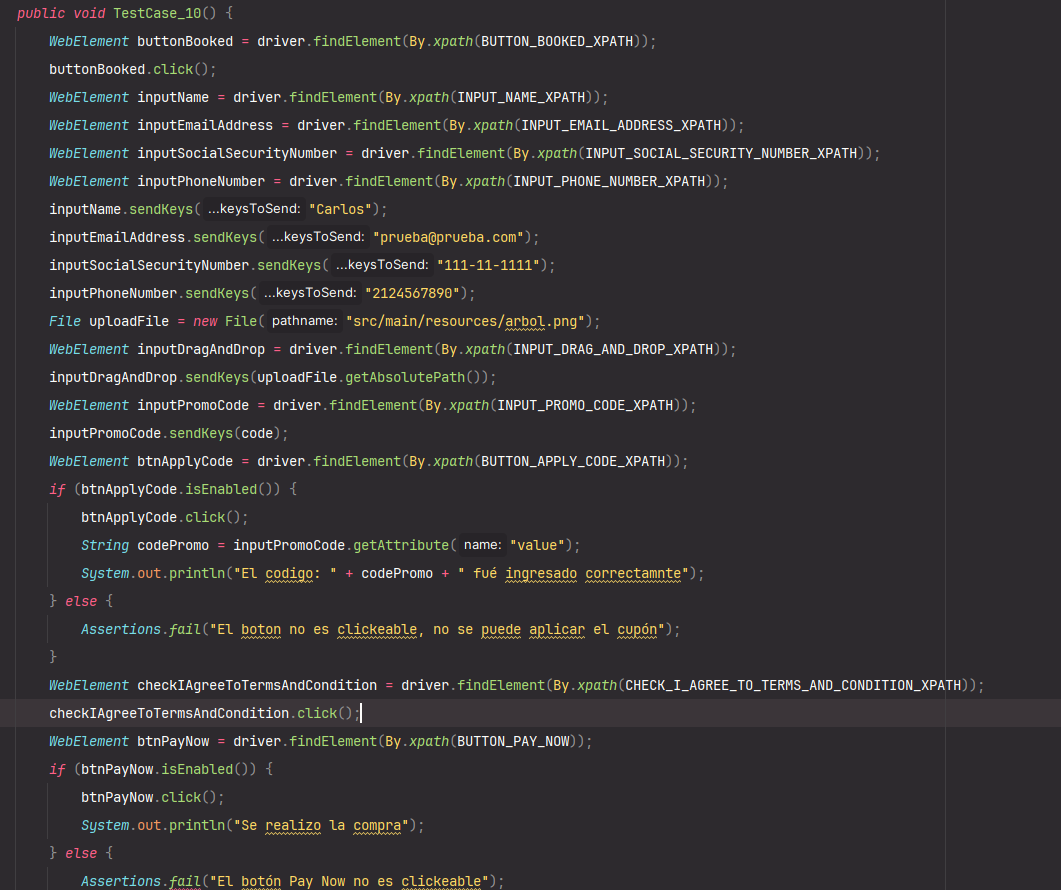 public void TestCase_10() {
WebElement buttonBooked = driver.findElement(By.xpath(BUTTON_BOOKED_XPATH));
buttonBooked.click();
WebElement inputName = driver.findElement(By.xpath(INPUT_NAME_XPATH));
WebElement inputEmailAddress = driver.findElement(By.xpath(INPUT_EMAIL_ADDRESS_XPATH));
WebElement inputSocialSecurityNumber = driver.findElement(By.xpath(INPUT_SOCIAL_SECURITY_NUMBER_XPATH));
WebElement inputPhoneNumber = driver.findElement(By.xpath(INPUT_PHONE_NUMBER_XPATH));
inputName.sendKeys( ...keysToSend: "Carlos");
inputEmailAddress.sendKeys( ...keysToSend: "prueba@prueba.com");
inputSocialSecurityNumber.sendKeys( ...keysToSend: "111-11-1111");
inputPhoneNumber.sendKeys( ...keysToSend: "2124567890");
File uploadFile = new File( pathname: "src/main/resources/arbol.png");
WebElement inputDragAndDrop = driver.findElement(By.xpath(INPUT_DRAG_AND_DROP_XPATH));
inputDragAndDrop.sendKeys(uploadFile.getAbsolutePath());
WebElement inputPromoCode = driver.findElement(By.xpath(INPUT_PROMO_CODE_XPATH));
inputPromoCode.sendKeys(code);
WebElement btnApplyCode = driver.findElement(By.xpath(BUTTON_APPLY_CODE_XPATH));
if (btnApplyCode.isEnabled()) {
btnApplyCode.click();
String codePromo = inputPromoCode.getAttribute( name: "value");
System.out.println("El codigo: " + codePromo + " fué ingresado correctamnte");
} else {
Assertions.fail("El boton no es clickeable, no se puede aplicar el cupón");
}
WebElement checkIAgreeToTermsAndCondition = driver.findElement(By.xpath(CHECK_I_AGREE_TO_TERMS_AND_CONDITION_XPATH));
checkIAgreeToTermsAndCondition.click();
WebElement btnPayNow = driver.findElement(By.xpath(BUTTON_PAY_NOW));
if (btnPayNow.isEnabled()) {
btnPayNow.click();
System.out.println("Se realizo la compra");
} else {
Assertions.fail("El botón Pay Now no es clickeable");